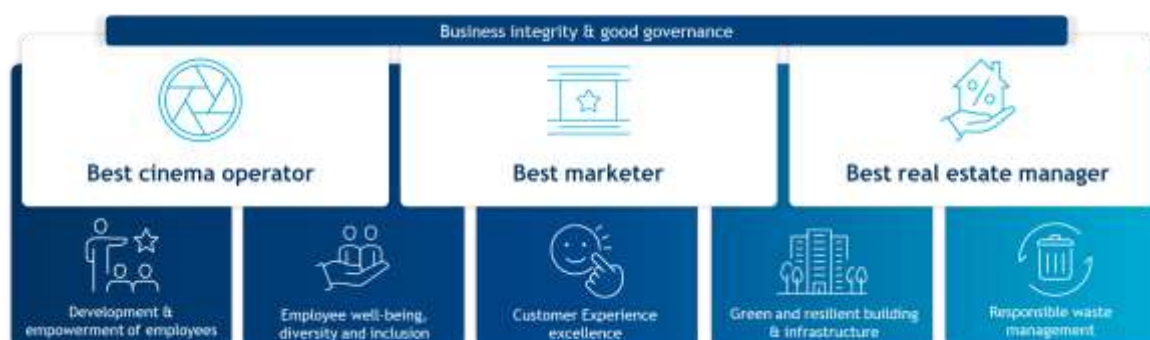 Business integrity & good governance
Best cinema operator
Best marketer
Best real estate manager
Development &
empowerment of employees
Employee well-being,
diversity and inclusion
Customer Experience
excellence
Green and resilient building
& infrastructure
Responsible waste
management